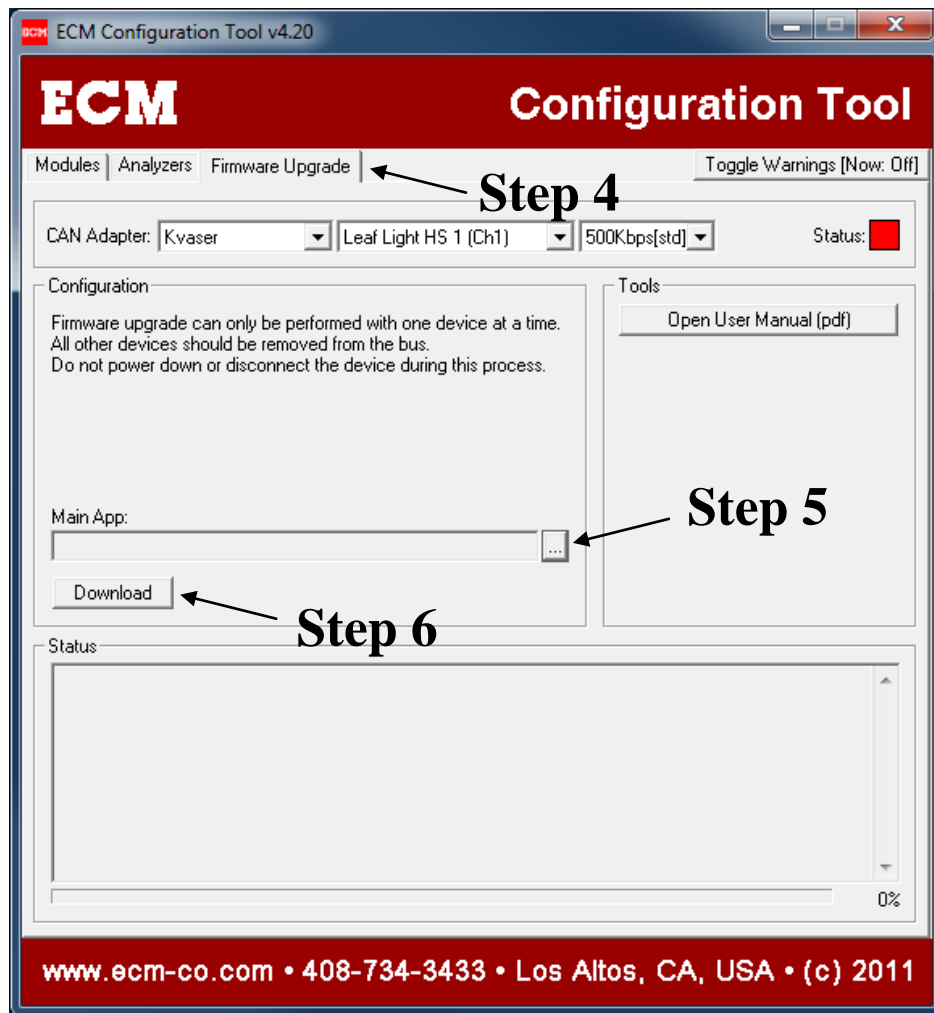 ECM ECM Configuration Tool v4.20
ECM Configuration Tool
Modules Analyzers Firmware Upgrade Toggle Warnings [Now: Off]
Step 4
CAN Adapter: Kvaser Leaf Light HS 1 (Ch1) 500Kbps[std] Status:
Configuration
Firmware upgrade can only be performed with one device at a time.
All other devices should be removed from the bus.
Do not power down or disconnect the device during this process.
Tools
Open User Manual (pdf)
Main App:
...
Step 5
Download
Step 6
Status
0%
www.ecm-co.com • 408-734-3433 • Los Altos, CA, USA • (c) 2011